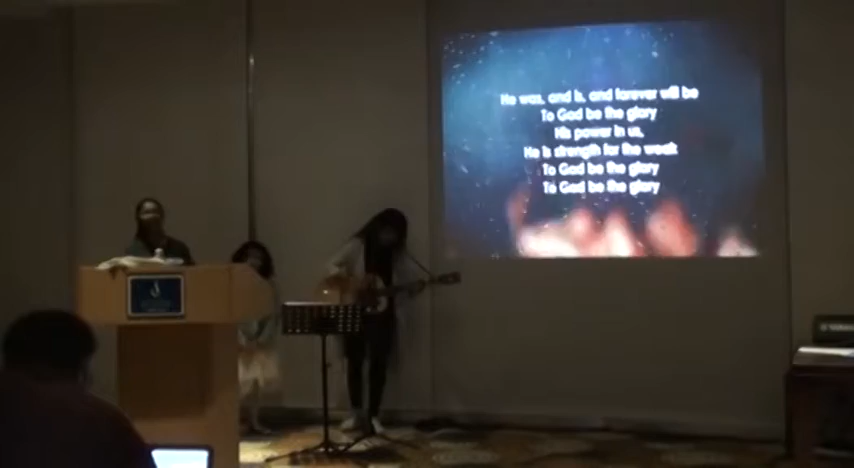 He was, and is, and forever will be
To God be the glory
His power in us,
He is strength for the weak
To God be the glory
To God be the glory